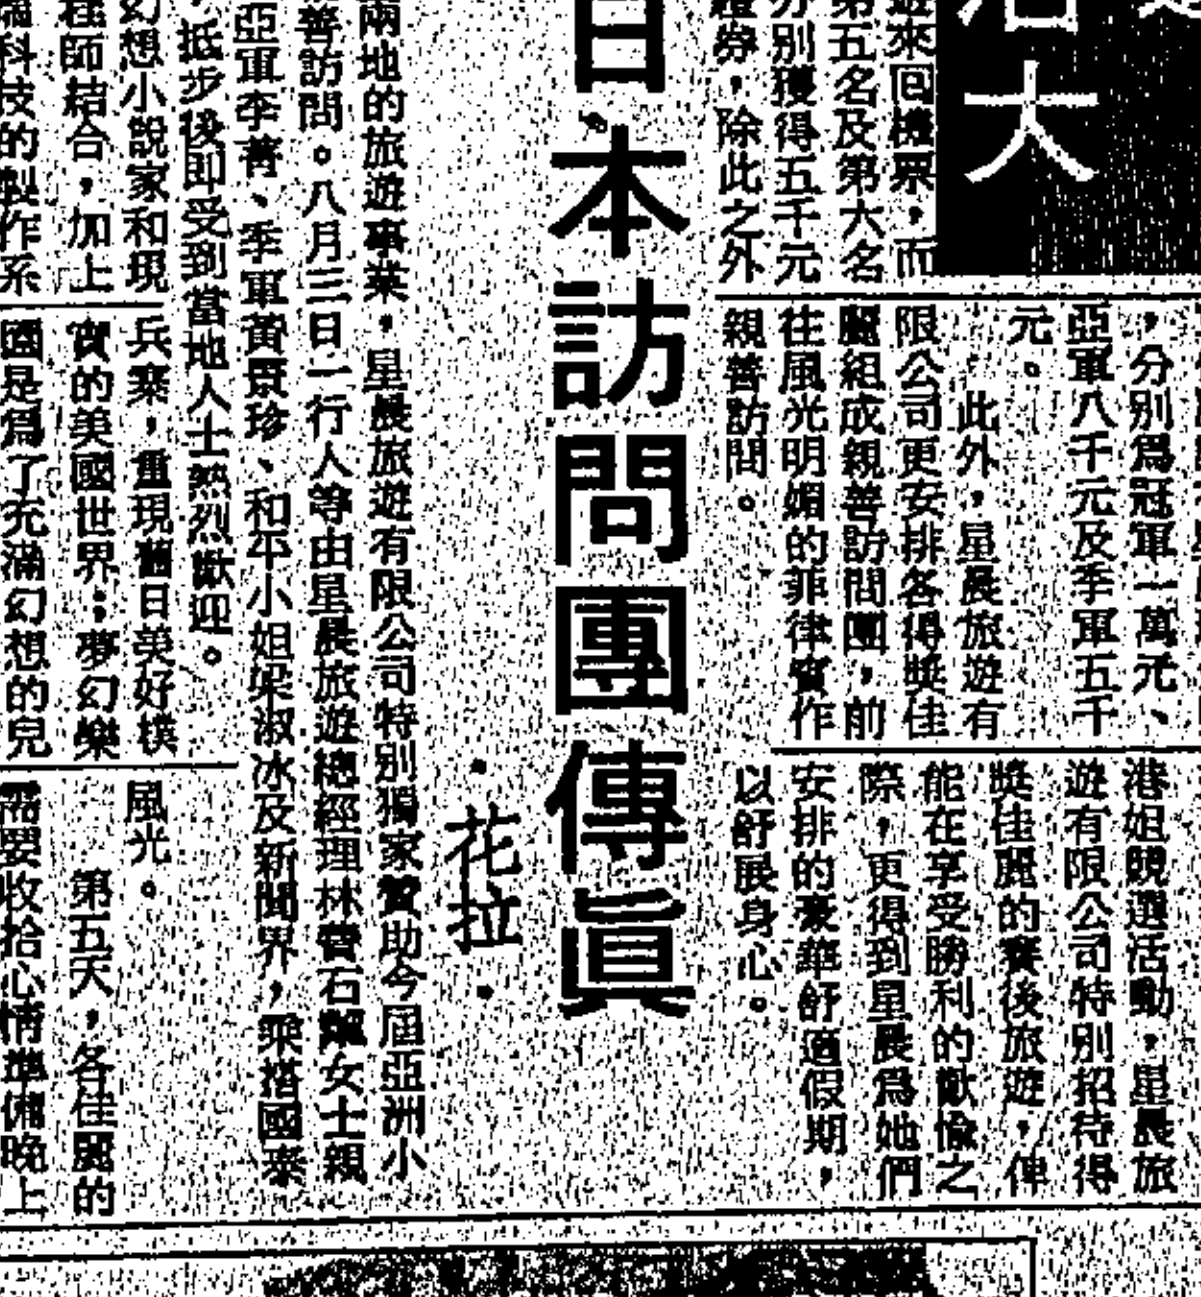 大
遊來回機票，而
第五名及第六名
分別獲得五千元
禮券，除此之外
，分別爲冠軍一萬元、
亞軍八千元及季軍五千
元。
此外，星晨旅遊有
限公司更安排各得獎佳
麗組成親善訪問團，前
往風光明媚的菲律賓作
親善訪問。
港姐競選活動，星晨旅
遊有限公司特別招待得
獎佳麗的賽後旅遊，俾
能在享受勝利的歡愉之
際，更得到星晨爲她們
安排的豪華舒適假期，
以舒展身心。
日本訪問團傳眞
・花拉・
兩地的旅遊事業，星晨旅遊有限公司特別獨家贊助今屆亞洲小
善訪問。八月三日一行人等由星晨旅遊總經理林寶石女士親
亞軍李菁、季軍黃景珍、和平小姐梁淑冰及新聞界，乘搭國泰
，抵步後即受到當地人士熱烈歡迎。
幻想小說家和現
程師結合，加上
端科技的製作系
兵寨，重現舊日美好樸
實的美國世界；夢幻樂
園是爲了充滿幻想的兒
風光。
第五天，各佳麗的
需要收拾心情準備晚上